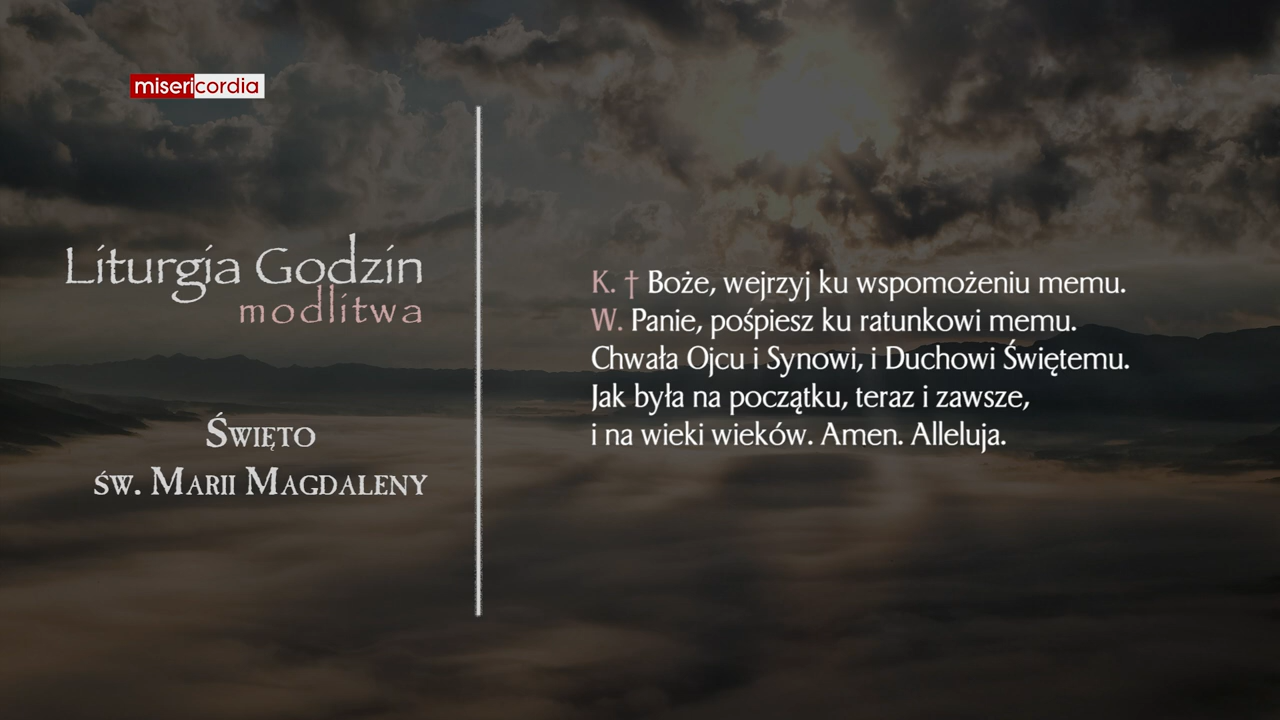 misericordia
Liturgia Godzin
modlitwa
Święto
św. Marii Magdaleny
K. † Boże, wejrzyj ku wspomożeniu memu.
W. Panie, pośpiesz ku ratunkowi memu.
Chwała Ojcu i Synowi, i Duchowi Świętemu.
Jak była na początku, teraz i zawsze,
i na wieki wieków. Amen. Alleluja.